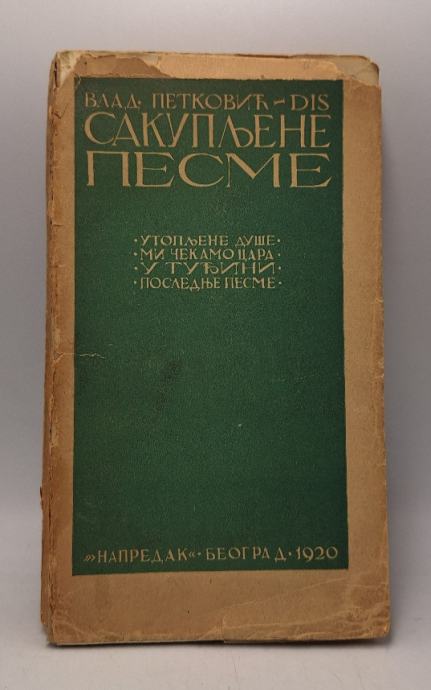 ВЛАД. ПЕТКОВИЋ – DIS
САКУПЉЕНЕ
ПЕСМЕ
·УТОПЉЕНЕ ДУШЕ·
·МИ ЧЕКАМО ЦАРА·
·У ТУЂИНИ·
·ПОСЛЕДЊЕ ПЕСМЕ·
»НАПРЕДАК«·БЕОГРАД·1920